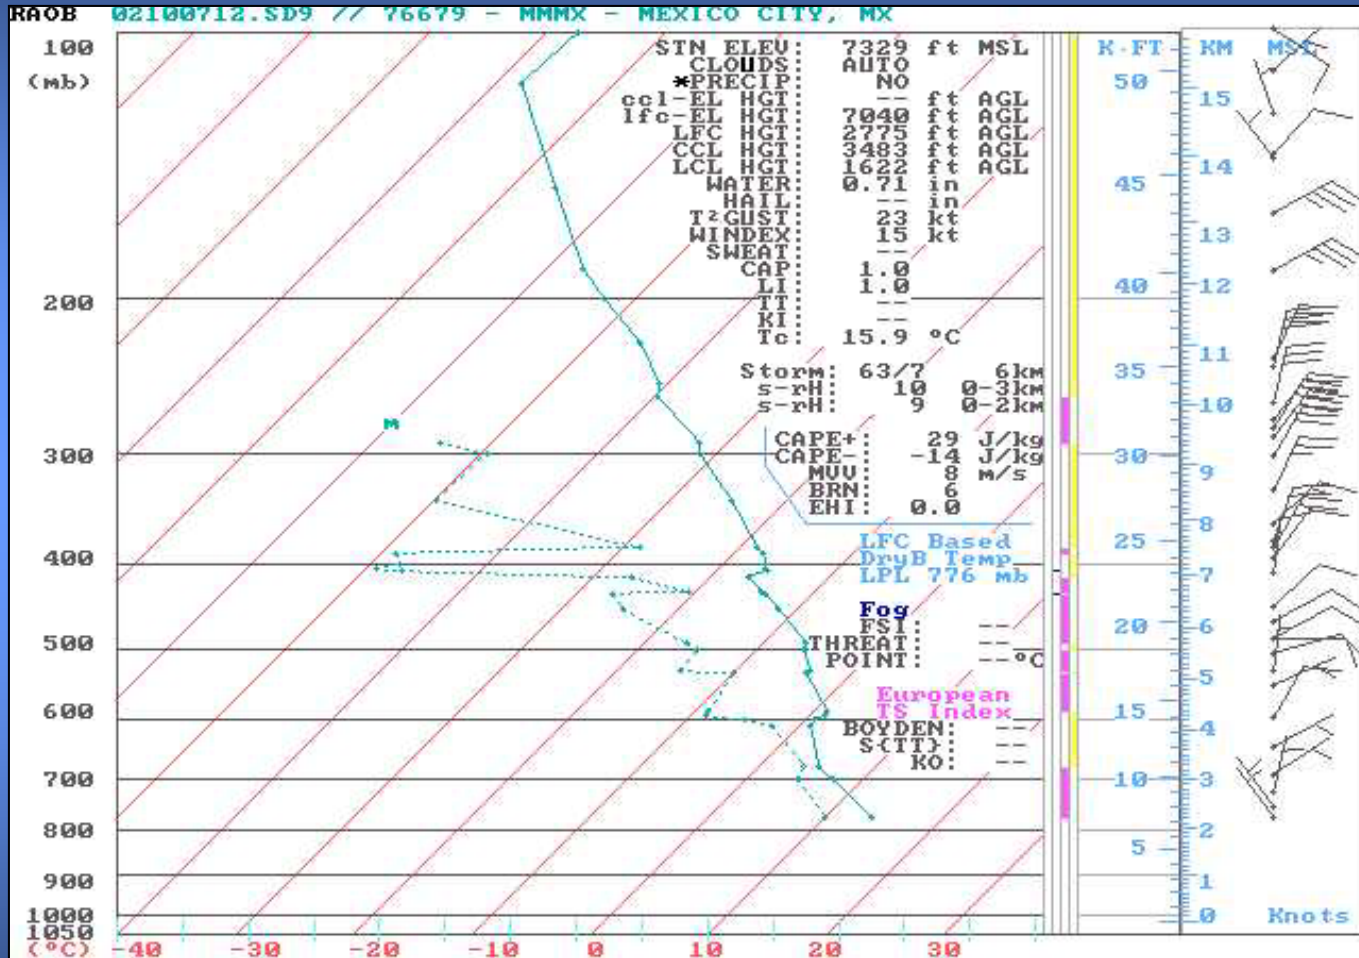 RAOB 02100712.SD9 // 76679 - MMMX - MEXICO CITY, MX
100
(mb)
200
300
400
500
600
700
800
900
1000
1050
(°C) -40 -30 -20 -10 0 10 20 30
M
STN ELEV: 7329 ft MSL
CLOUDS: AUTO
*PRECIP: NO
ccl-EL HGT: -- ft AGL
lfc-EL HGT: 7040 ft AGL
LFC HGT: 2775 ft AGL
CCL HGT: 3483 ft AGL
LCL HGT: 1622 ft AGL
WATER: 0.71 in
HAIL: -- in
T²GUST: 23 kt
WINDEX: 15 kt
SWEAT: --
CAP: 1.0
LI: 1.0
TT: --
KI: --
Tc: 15.9 °C
Storm: 63/7 6km
s-rH: 10 0-3km
s-rH: 9 0-2km
CAPE+: 29 J/kg
CAPE-: -14 J/kg
MVV: 8 m/s
BRN: 6
EHI: 0.0
LFC Based
DryB Temp
LPL 776 mb
Fog
FSI: --
THREAT: --
POINT: --°C
European
TS Index
BOYDEN: --
S{TT}: --
KO: --
K-FT
50
45
40
35
30
25
20
15
10
5
KM MSL
15
14
13
12
11
10
9
8
7
6
5
4
3
2
1
0
Knots